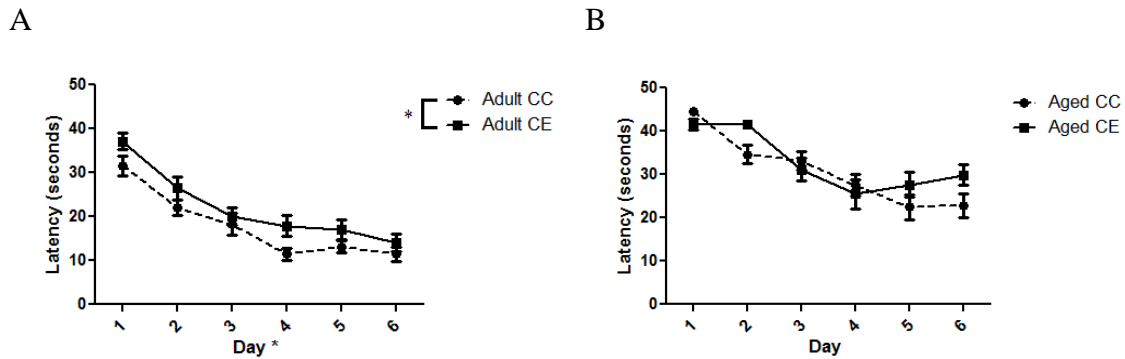 A
B
50
40
30
20
10
0
Latency (seconds)
1 2 3 4 5 6
Day *
* Adult CC
Adult CE
50
40
30
20
10
0
Latency (seconds)
1 2 3 4 5 6
Day
Aged CC
Aged CE